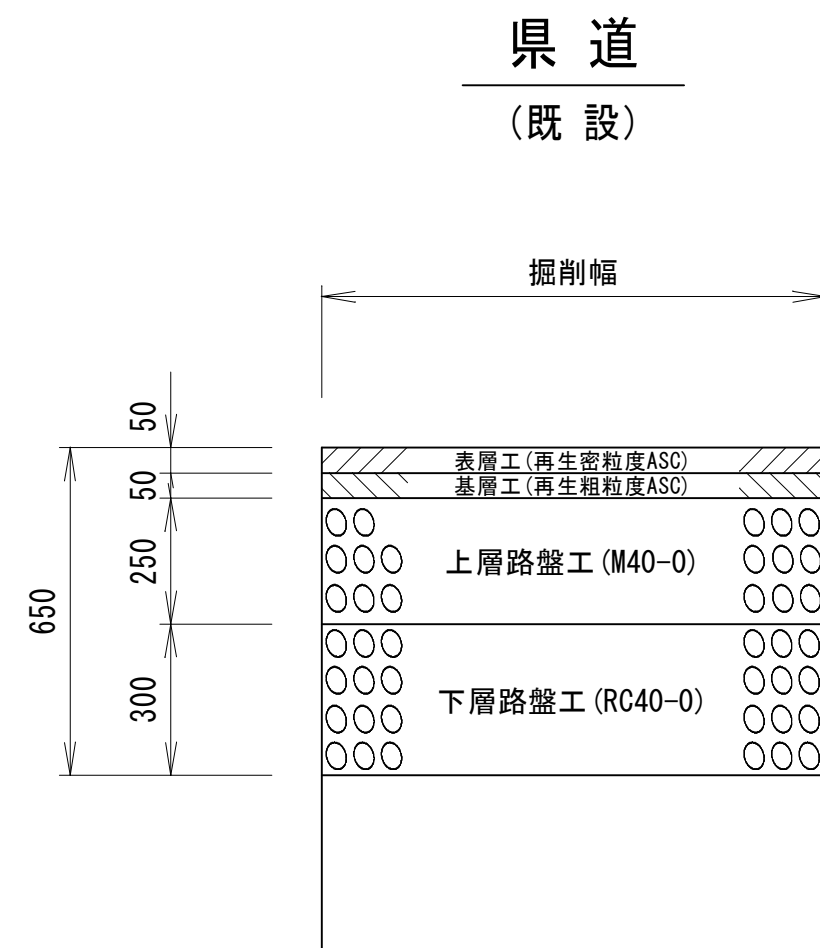 県 道
(既 設)
掘削幅
50
50
250
300
650
表層工(再生密粒度ASC)
基層工(再生粗粒度ASC)
上層路盤工(M40-0)
下層路盤工(RC40-0)